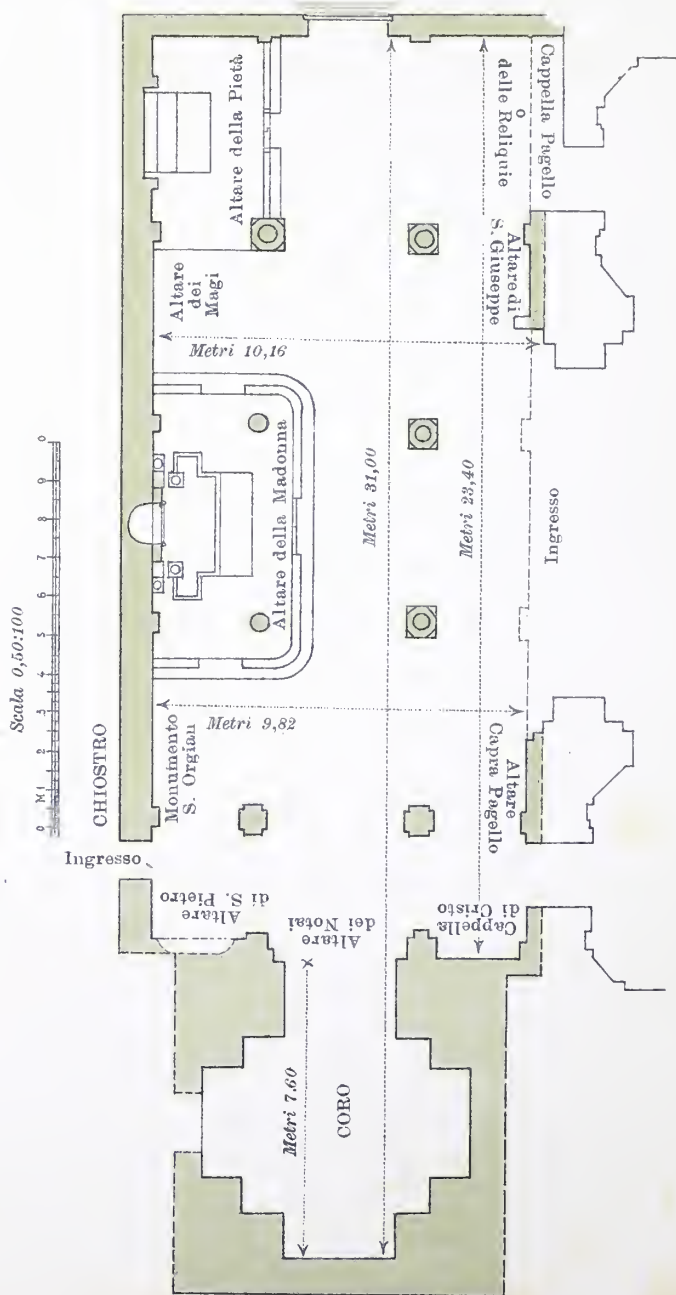 Cappella Pagello
o
delle Reliquie
Altare della Pietà
Altare
dei
Magi
Altare di
S. Giuseppe
Metri 10,16
Altare della Madonna
Metri 31,00
Metri 23,40
Ingresso
Scala 0,50:100
0 M1 2 3 4 5 6 7 8 9 0
CHIOSTRO
Metri 9,82
Monumento
S. Orgian
Altare
Capra Pagello
Ingresso
Altare
di S. Pietro
Altare
dei Notai
Cappella
di Cristo
Metri 7.60
CORO